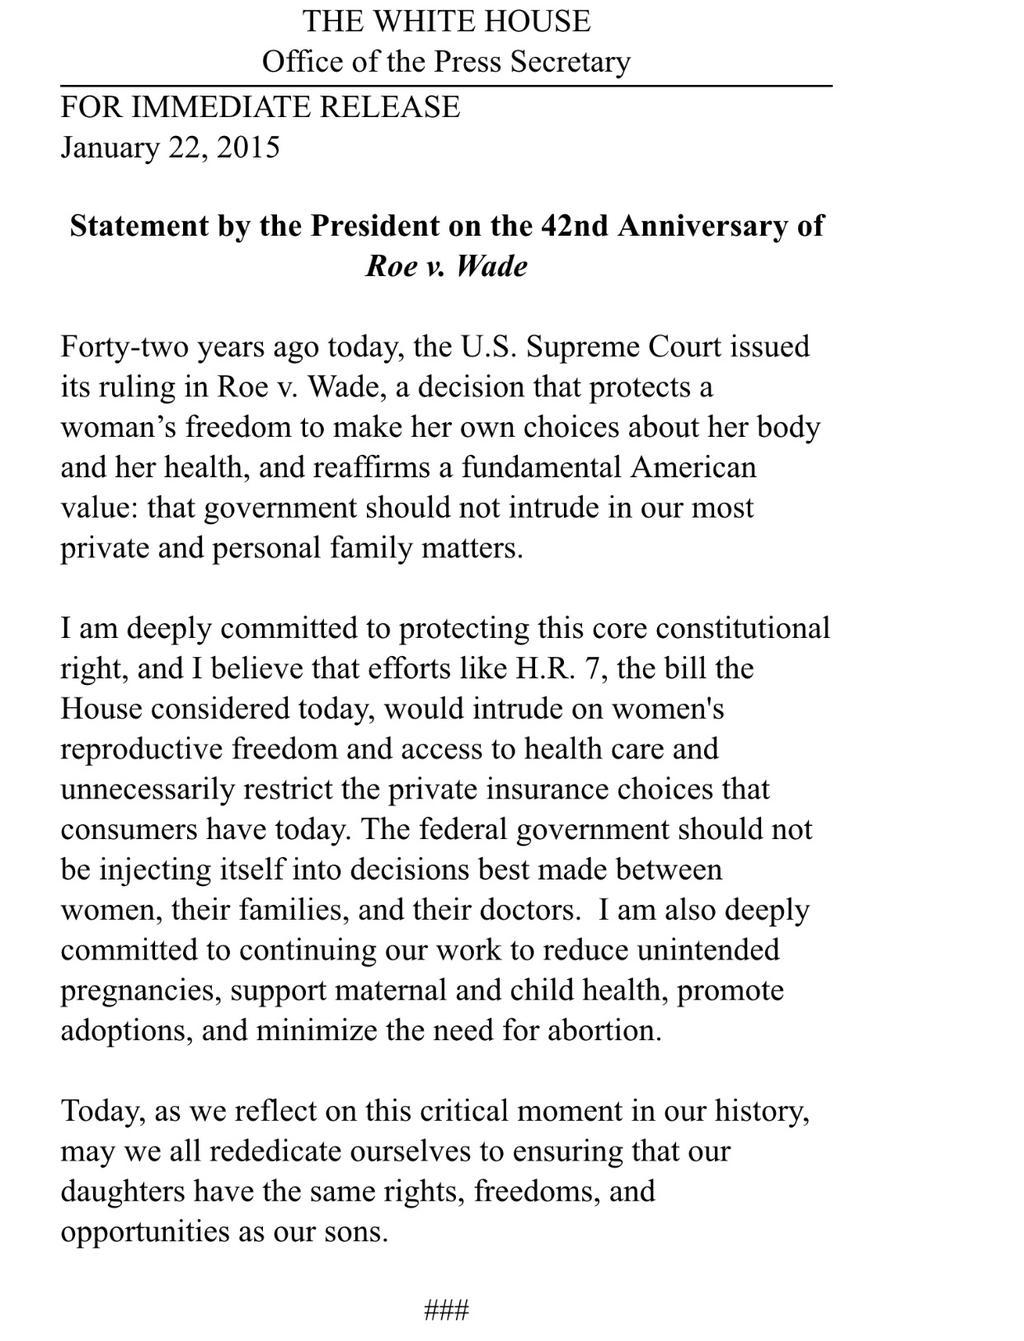 THE WHITE HOUSE
Office of the Press Secretary
FOR IMMEDIATE RELEASE
January 22, 2015
Statement by the President on the 42nd Anniversary of
Roe v. Wade
Forty-two years ago today, the U.S. Supreme Court issued
its ruling in Roe v. Wade, a decision that protects a
woman’s freedom to make her own choices about her body
and her health, and reaffirms a fundamental American
value: that government should not intrude in our most
private and personal family matters.
I am deeply committed to protecting this core constitutional
right, and I believe that efforts like H.R. 7, the bill the
House considered today, would intrude on women's
reproductive freedom and access to health care and
unnecessarily restrict the private insurance choices that
consumers have today. The federal government should not
be injecting itself into decisions best made between
women, their families, and their doctors.  I am also deeply
committed to continuing our work to reduce unintended
pregnancies, support maternal and child health, promote
adoptions, and minimize the need for abortion.
Today, as we reflect on this critical moment in our history,
may we all rededicate ourselves to ensuring that our
daughters have the same rights, freedoms, and
opportunities as our sons.
###